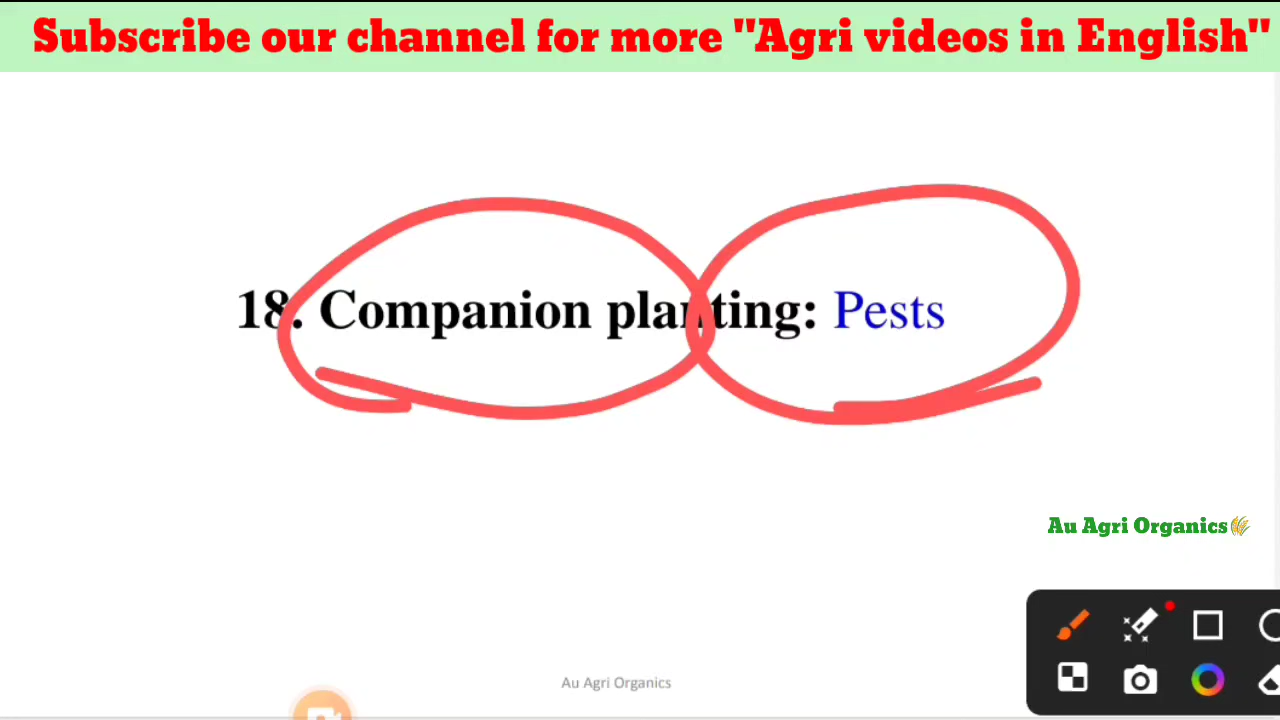 Subscribe our channel for more "Agri videos in English"
18. Companion planting: Pests
Au Agri Organics
Au Agri Organics